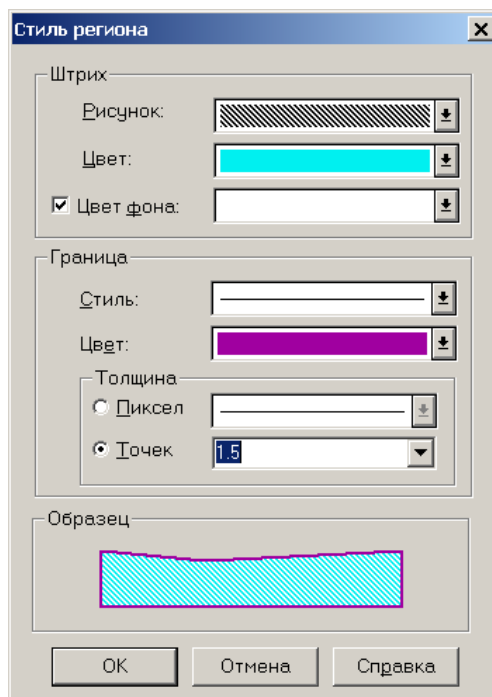 Стиль региона
Штрих
Рисунок:
Цвет:
Цвет фона:
Граница
Стиль:
Цвет:
Толщина
Пиксел
Точек
1.5
Образец
OK
Отмена
Справка